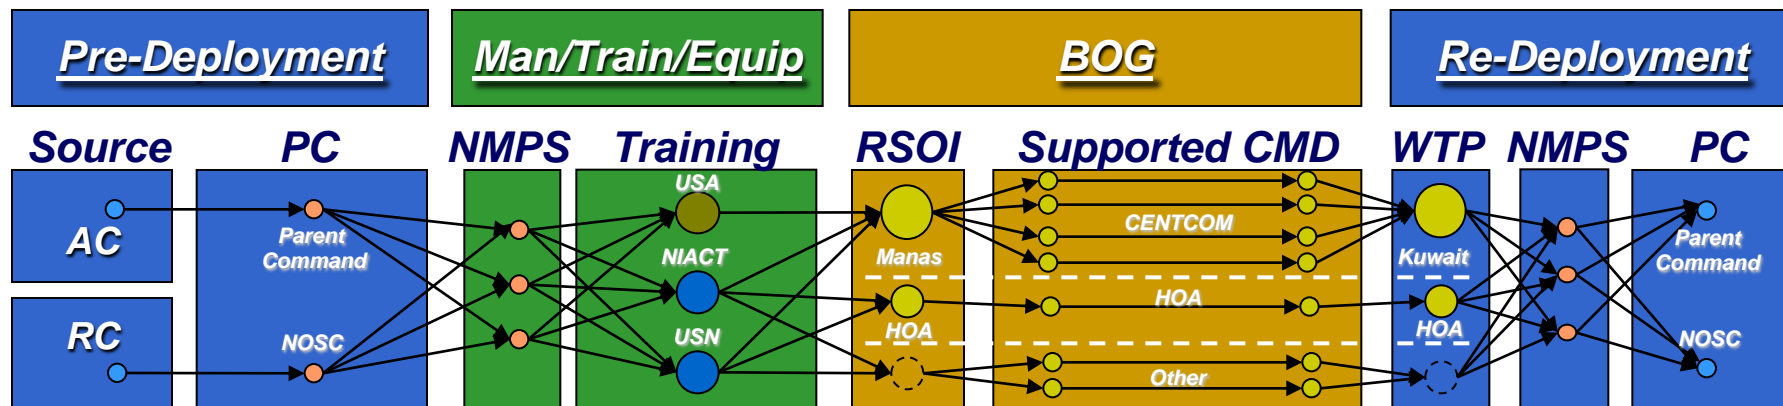 Pre-Deployment
Man/Train/Equip
BOG
Re-Deployment
Source
PC
NMPS
Training
RSOI
Supported CMD
WTP
NMPS
PC
AC
RC
Parent
Command
NOSC
USA
NIACT
USN
Manas
HOA
CENTCOM
HOA
Other
Kuwait
HOA
Parent
Command
NOSC